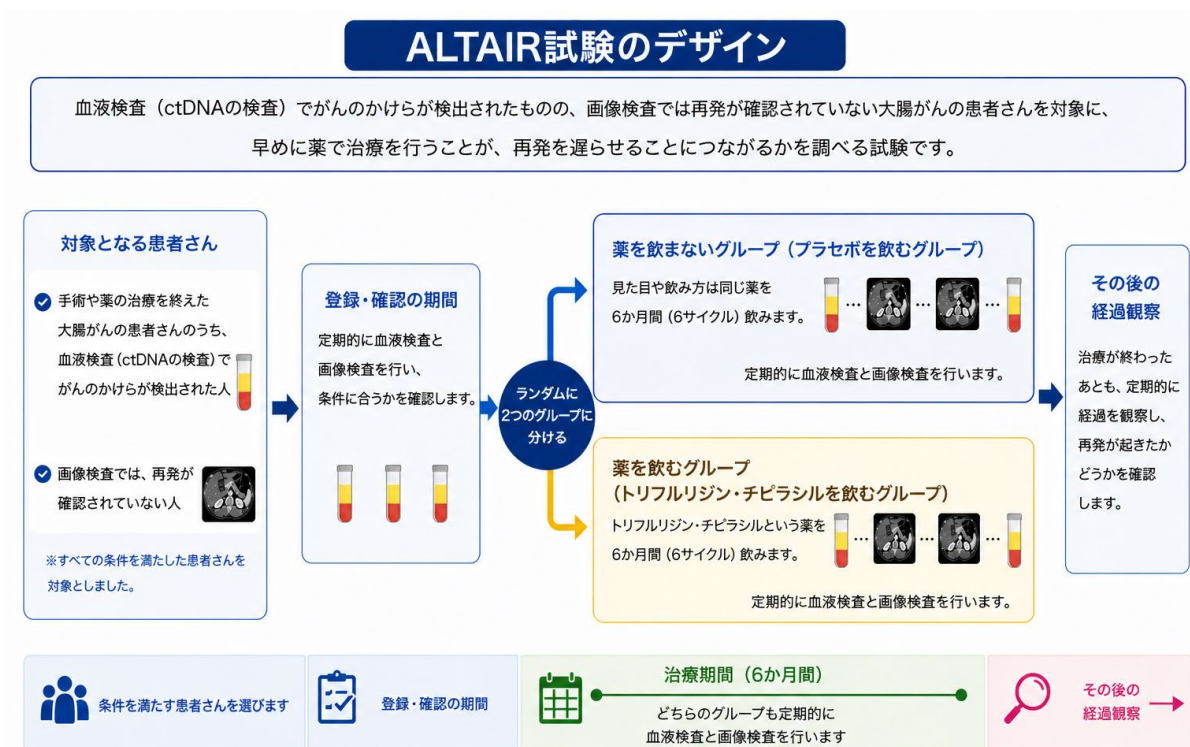 ALTAIR試験のデザイン
血液検査（ctDNAの検査）でがんのかけらが検出されたものの、画像検査では再発が確認されていない大腸がんの患者さんを対象に、
早めに薬で治療を行うことが、再発を遅らせることにつながるかを調べる試験です。
対象となる患者さん
手術や薬の治療を終えた
大腸がんの患者さんのうち、
血液検査（ctDNAの検査）で
がんのかけらが検出された人
画像検査では、再発が
確認されていない人
※すべての条件を満たした患者さんを
対象としました。
登録・確認の期間
定期的に血液検査と
画像検査を行い、
条件に合うかを確認します。
ランダムに
2つのグループに
分ける
薬を飲まないグループ（プラセボを飲むグループ）
見た目や飲み方は同じ薬を
6か月間（6サイクル）飲みます。
定期的に血液検査と画像検査を行います。
薬を飲むグループ
（トリフルリジン・チピラシルを飲むグループ）
トリフルリジン・チピラシルという薬を
6か月間（6サイクル）飲みます。
定期的に血液検査と画像検査を行います。
その後の
経過観察
治療が終わった
あとも、定期的に
経過を観察し、
再発が起きたか
どうかを確認
します。
条件を満たす患者さんを選びます
登録・確認の期間
治療期間（6か月間）
どちらのグループも定期的に
血液検査と画像検査を行います
その後の
経過観察